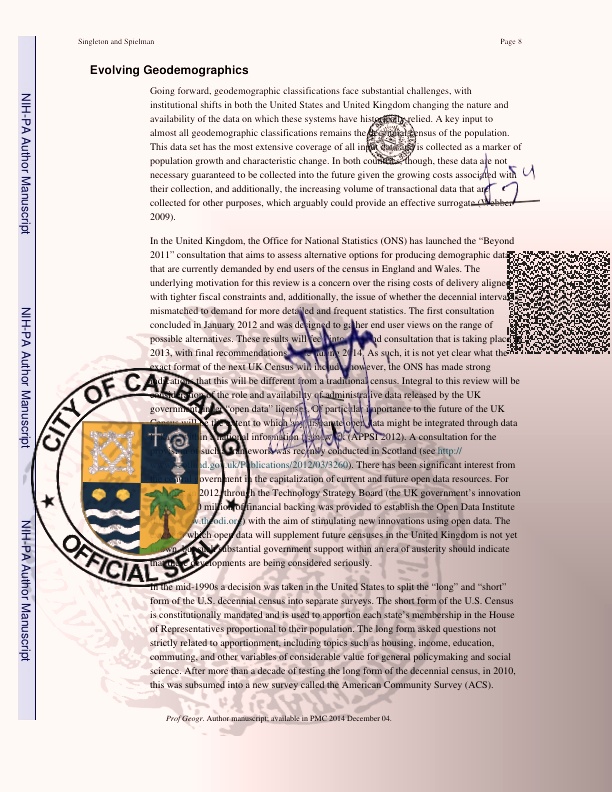 Singleton and Spielman
Page 8
NIH-PA Author Manuscript
NIH-PA Author Manuscript
NIH-PA Author Manuscript
Evolving Geodemographics
Going forward, geodemographic classifications face substantial challenges, with
institutional shifts in both the United States and United Kingdom changing the nature and
availability of the data on which these systems have historically relied. A key input to
almost all geodemographic classifications remains the decennial census of the population.
This data set has the most extensive coverage of all input data and is collected as a marker of
population growth and characteristic change. In both countries, though, these data are not
necessary guaranteed to be collected into the future given the growing costs associated with
their collection, and additionally, the increasing volume of transactional data that are
collected for other purposes, which arguably could provide an effective surrogate (Webber
2009).
In the United Kingdom, the Office for National Statistics (ONS) has launched the “Beyond
2011” consultation that aims to assess alternative options for producing demographic data
that are currently demanded by end users of the census in England and Wales. The
underlying motivation for this review is a concern over the rising costs of delivery aligned
with tighter fiscal constraints and, additionally, the issue of whether the decennial interval is
mismatched to demand for more detailed and frequent statistics. The first consultation
concluded in January 2012 and was designed to gather end user views on the range of
possible alternatives. These results will feed into a second consultation that is taking place in
2013, with final recommendations due during 2014. As such, it is not yet clear what the
exact format of the next UK Census will include; however, the ONS has made strong
indications that this will be different from a traditional census. Integral to this review will be
consideration of the role and availability of administrative data released by the UK
government under “open data” licenses. Of particular importance to the future of the UK
Census will be the extent to which disparate open data might be integrated through data
in a national information (APPSI 2012). A consultation for the
such a framework was recently conducted in Scotland (see http://
.gov.uk/Publications/2012/03/3260). There has been significant interest from
government in the capitalization of current and future open data resources. For
2012, through the Technology Strategy Board (the UK government’s innovation
0 million of financial backing was provided to establish the Open Data Institute
theodi.org) with the aim of stimulating new innovations using open data. The
which open data will supplement future censuses in the United Kingdom is not yet
substantial government support within an era of austerity should indicate
that these developments are being considered seriously.
In the mid-1990s a decision was taken in the United States to split the “long” and “short”
form of the U.S. decennial census into separate surveys. The short form of the U.S. Census
is constitutionally mandated and is used to apportion each state’s membership in the House
of Representatives proportional to their population. The long form asked questions not
strictly related to apportionment, including topics such as housing, income, education,
commuting, and other variables of considerable value for general policymaking and social
science. After more than a decade of testing the long form of the decennial census, in 2010,
this was subsumed into a new survey called the American Community Survey (ACS).
CITY OF CALBAYOG
OFFICIAL SEAL
Prof Geogr. Author manuscript; available in PMC 2014 December 04.